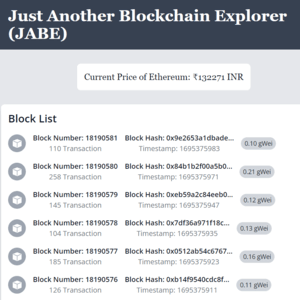 Just Another Blockchain Explorer
(JABE)
Current Price of Ethereum: ₹132271 INR
Block List
Block Number: 18190581 Block Hash: 0x9e2653a1dbade...
110 Transaction Timestamp: 1695375983 0.10 gWei
Block Number: 18190580 Block Hash: 0x84b1b2f00a5b0...
258 Transaction Timestamp: 1695375971 0.21 gWei
Block Number: 18190579 Block Hash: 0xeb59a2c84eeb0...
145 Transaction Timestamp: 1695375947 0.12 gWei
Block Number: 18190578 Block Hash: 0x7df36a971f18c...
104 Transaction Timestamp: 1695375935 0.13 gWei
Block Number: 18190577 Block Hash: 0x0512ab54c6767...
185 Transaction Timestamp: 1695375923 0.16 gWei
Block Number: 18190576 Block Hash: 0xb14f9540cdc8f...
126 Transaction Timestamp: 1695375911 0.11 gWei